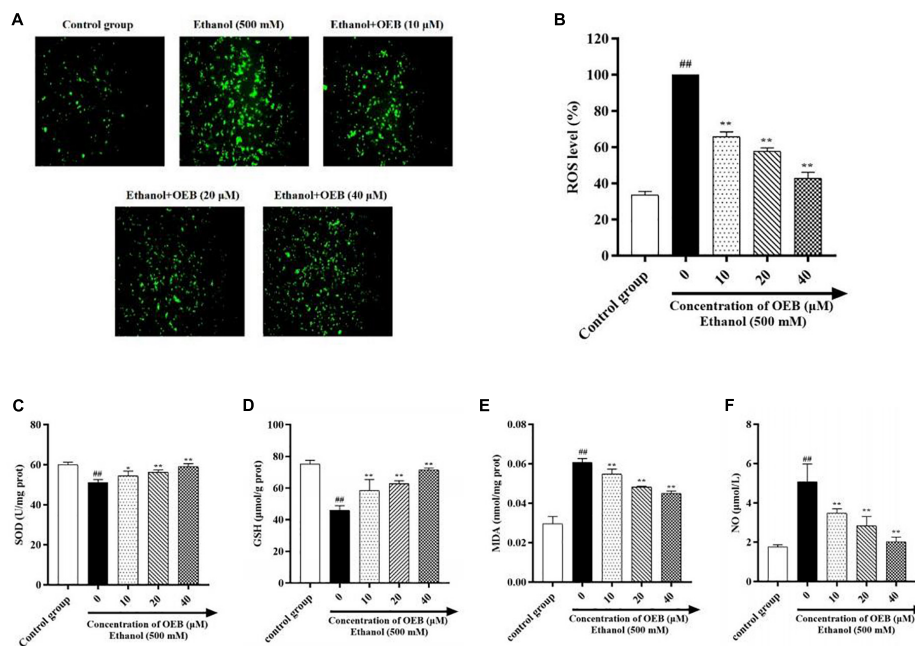 A
Control group
Ethanol (500 mM)
Ethanol+OEB (10 μM)
Ethanol+OEB (20 μM)
Ethanol+OEB (40 μM)
B
ROS level (%)
120
100
80
60
40
20
0
##
**
**
**
Control group
0
10
20
40
Concentration of OEB (μM)
Ethanol (500 mM)
C
SOD (U/mg prot)
80
60
40
20
0
##
*
**
**
Control group
0
10
20
40
Concentration of OEB (μM)
Ethanol (500 mM)
D
GSH (μmol/g prot)
100
80
60
40
20
0
##
**
**
**
Control group
0
10
20
40
Concentration of OEB (μM)
Ethanol (500 mM)
E
MDA (nmol/mg prot)
0.08
0.06
0.04
0.02
0.00
##
**
**
**
control group
0
10
20
40
Concentration of OEB (μM)
Ethanol (500 mM)
F
NO (μmol/L)
8
6
4
2
0
##
**
**
**
control group
0
10
20
40
Concentration of OEB (μM)
Ethanol (500 mM)